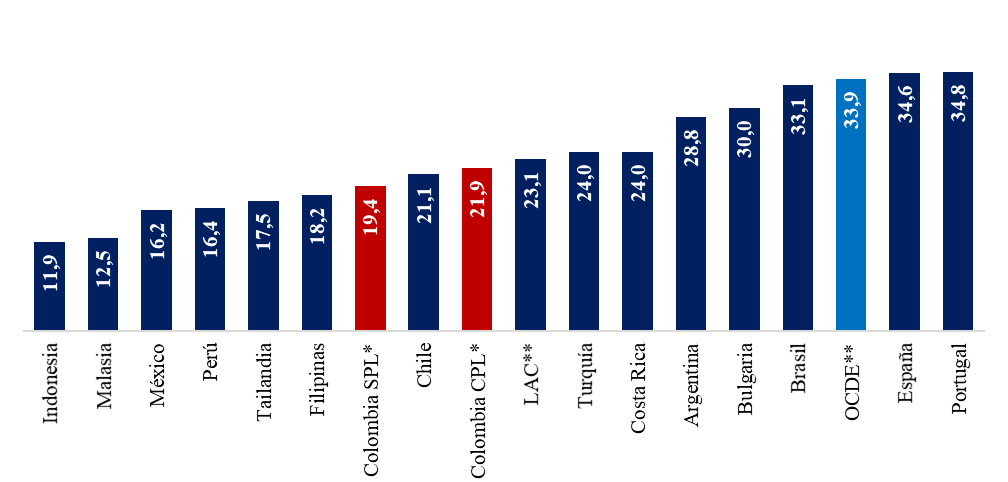 11,9
12,5
16,2
16,4
17,5
18,2
19,4
21,1
21,9
23,1
24,0
24,0
28,8
30,0
33,1
33,9
34,6
34,8
Indonesia
Malasia
México
Perú
Tailandia
Filipinas
Colombia SPL*
Chile
Colombia CPL*
LAC**
Turquía
Costa Rica
Argentina
Bulgaria
Brasil
OCDE**
España
Portugal